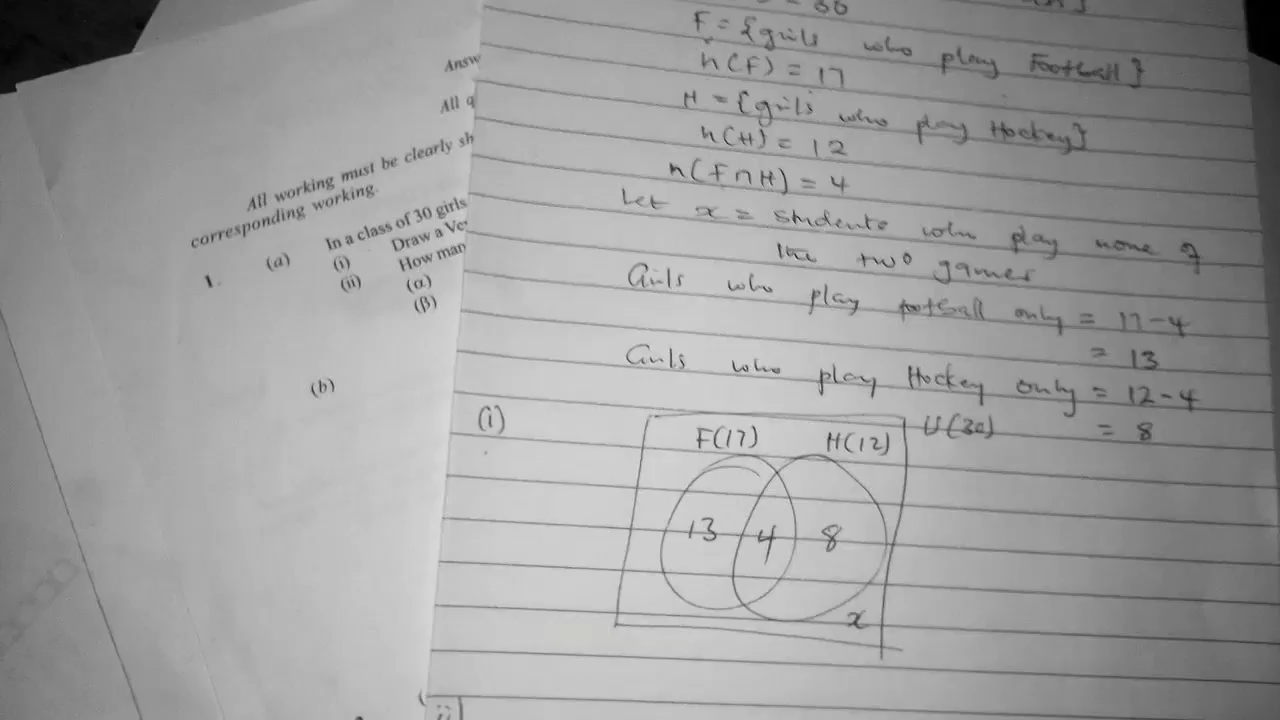 Answ
All q
All working must be clearly sh
corresponding working.
1. (a) In a class of 30 girls
(i) Draw a Ve
(ii) How man
(α)
(β)
(b)
= 30
F = {girls who play Football}
n(F) = 17
H = {girls who play Hockey}
n(H) = 12
n(F∩H) = 4
Let x = students who play none of
the two games
Girls who play football only = 17-4
= 13
Girls who play Hockey only = 12-4
= 8
(i)
F(17) H(12) U(30)
13 4 8
x
ii